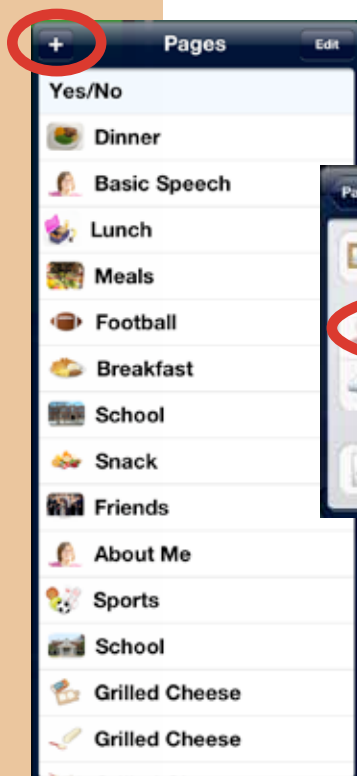 + Pages Edit
Yes/No
Dinner
Basic Speech
Pa
Lunch
Meals
Football
Breakfast
School
Snack
Friends
About Me
Sports
School
Grilled Cheese
Grilled Cheese